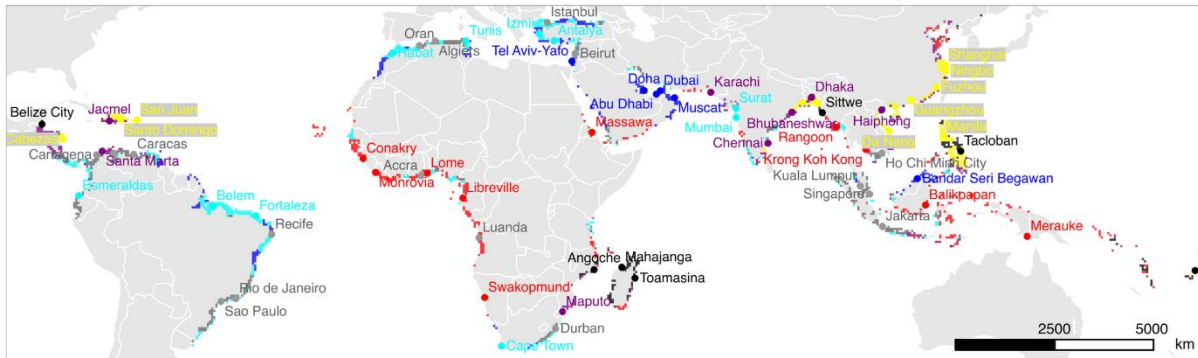 Istanbul
Izmir
Oran
Tunis
Antalya
Algiers
Rabat
Beirut
Tel Aviv-Yafo
Shanghai
Ningbo
Doha
Dubai
Karachi
Dhaka
Fuzhou
Belize City
Jacmel
San Juan
Abu Dhabi
Muscat
Surat
Sittwe
Guangzhou
Santo Domingo
Massawa
Mumbai
Bhubaneshwar
Haiphong
Manila
Cabezas
Rangoon
Da Nang
Tacloban
Cartagena
Caracas
Chennai
Santa Marta
Conakry
Accra
Lome
Krong Koh Kong
Ho Chi Minh City
Monrovia
Kuala Lumpur
Bandar Seri Begawan
Esmeraldas
Libreville
Singapore
Balikpapan
Belem
Fortaleza
Recife
Luanda
Jakarta
Merauke
Angoche
Mahajanga
Toamasina
Rio de Janeiro
Swakopmund
Maputo
Sao Paulo
Durban
Cape Town
2500
5000
km